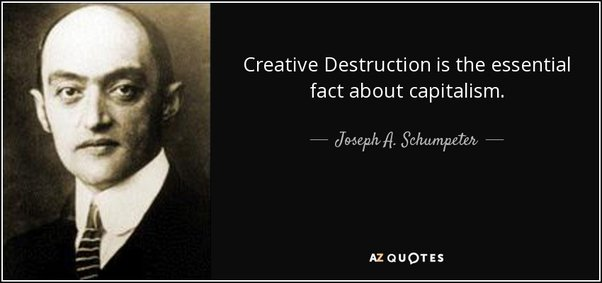 Creative Destruction is the essential
fact about capitalism.
Joseph A. Schumpeter
AZ QUOTES